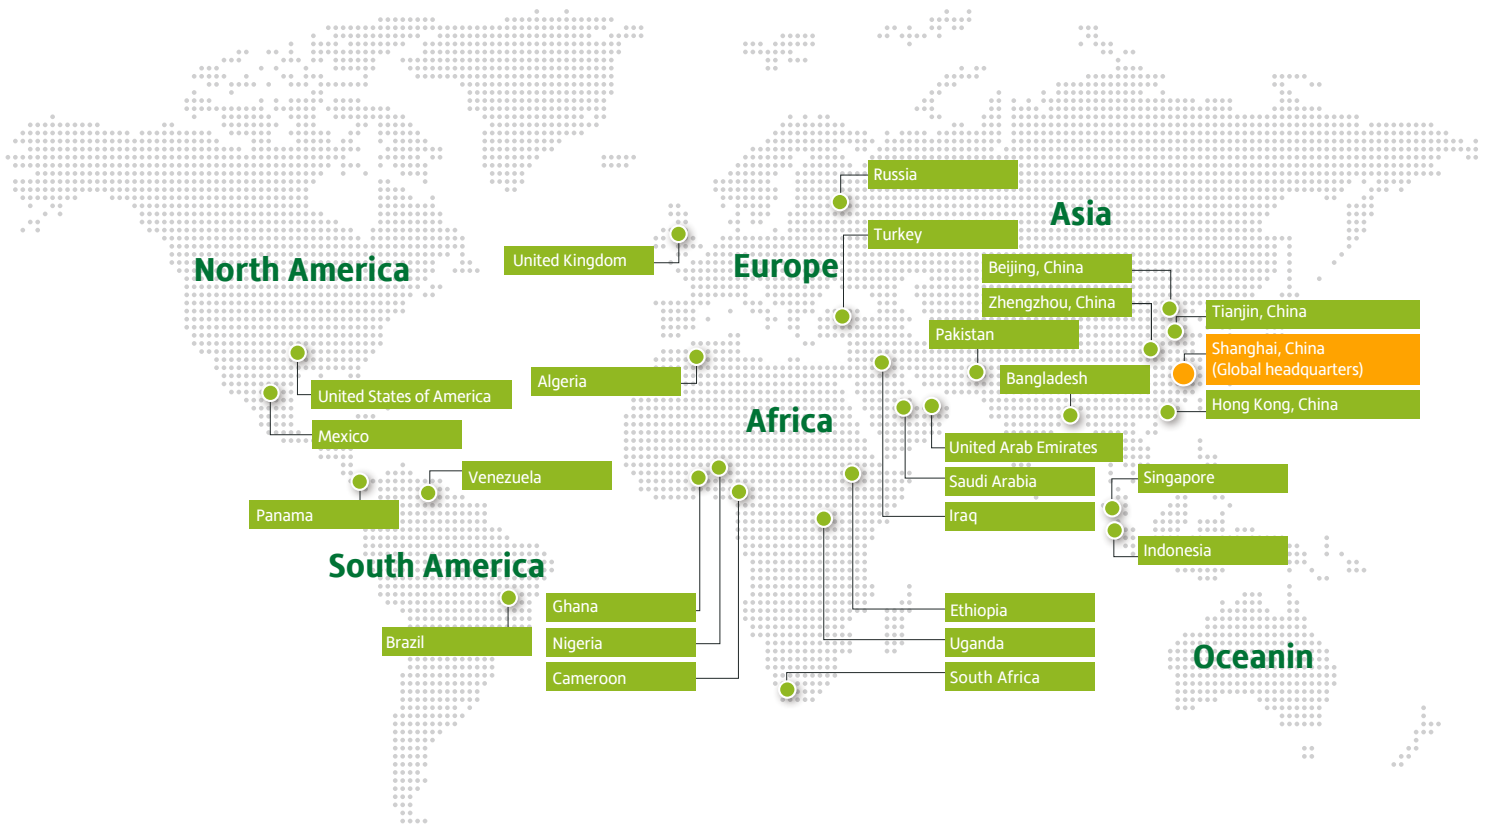 Russia
Asia
Turkey
United Kingdom
Europe
North America
Beijing, China
Zhengzhou, China
Tianjin, China
Pakistan
Shanghai, China
(Global headquarters)
Algeria
Bangladesh
United States of America
Hong Kong, China
Africa
Mexico
United Arab Emirates
Venezuela
Saudi Arabia
Singapore
Panama
Iraq
Indonesia
South America
Ghana
Ethiopia
Brazil
Nigeria
Uganda
Oceanin
Cameroon
South Africa